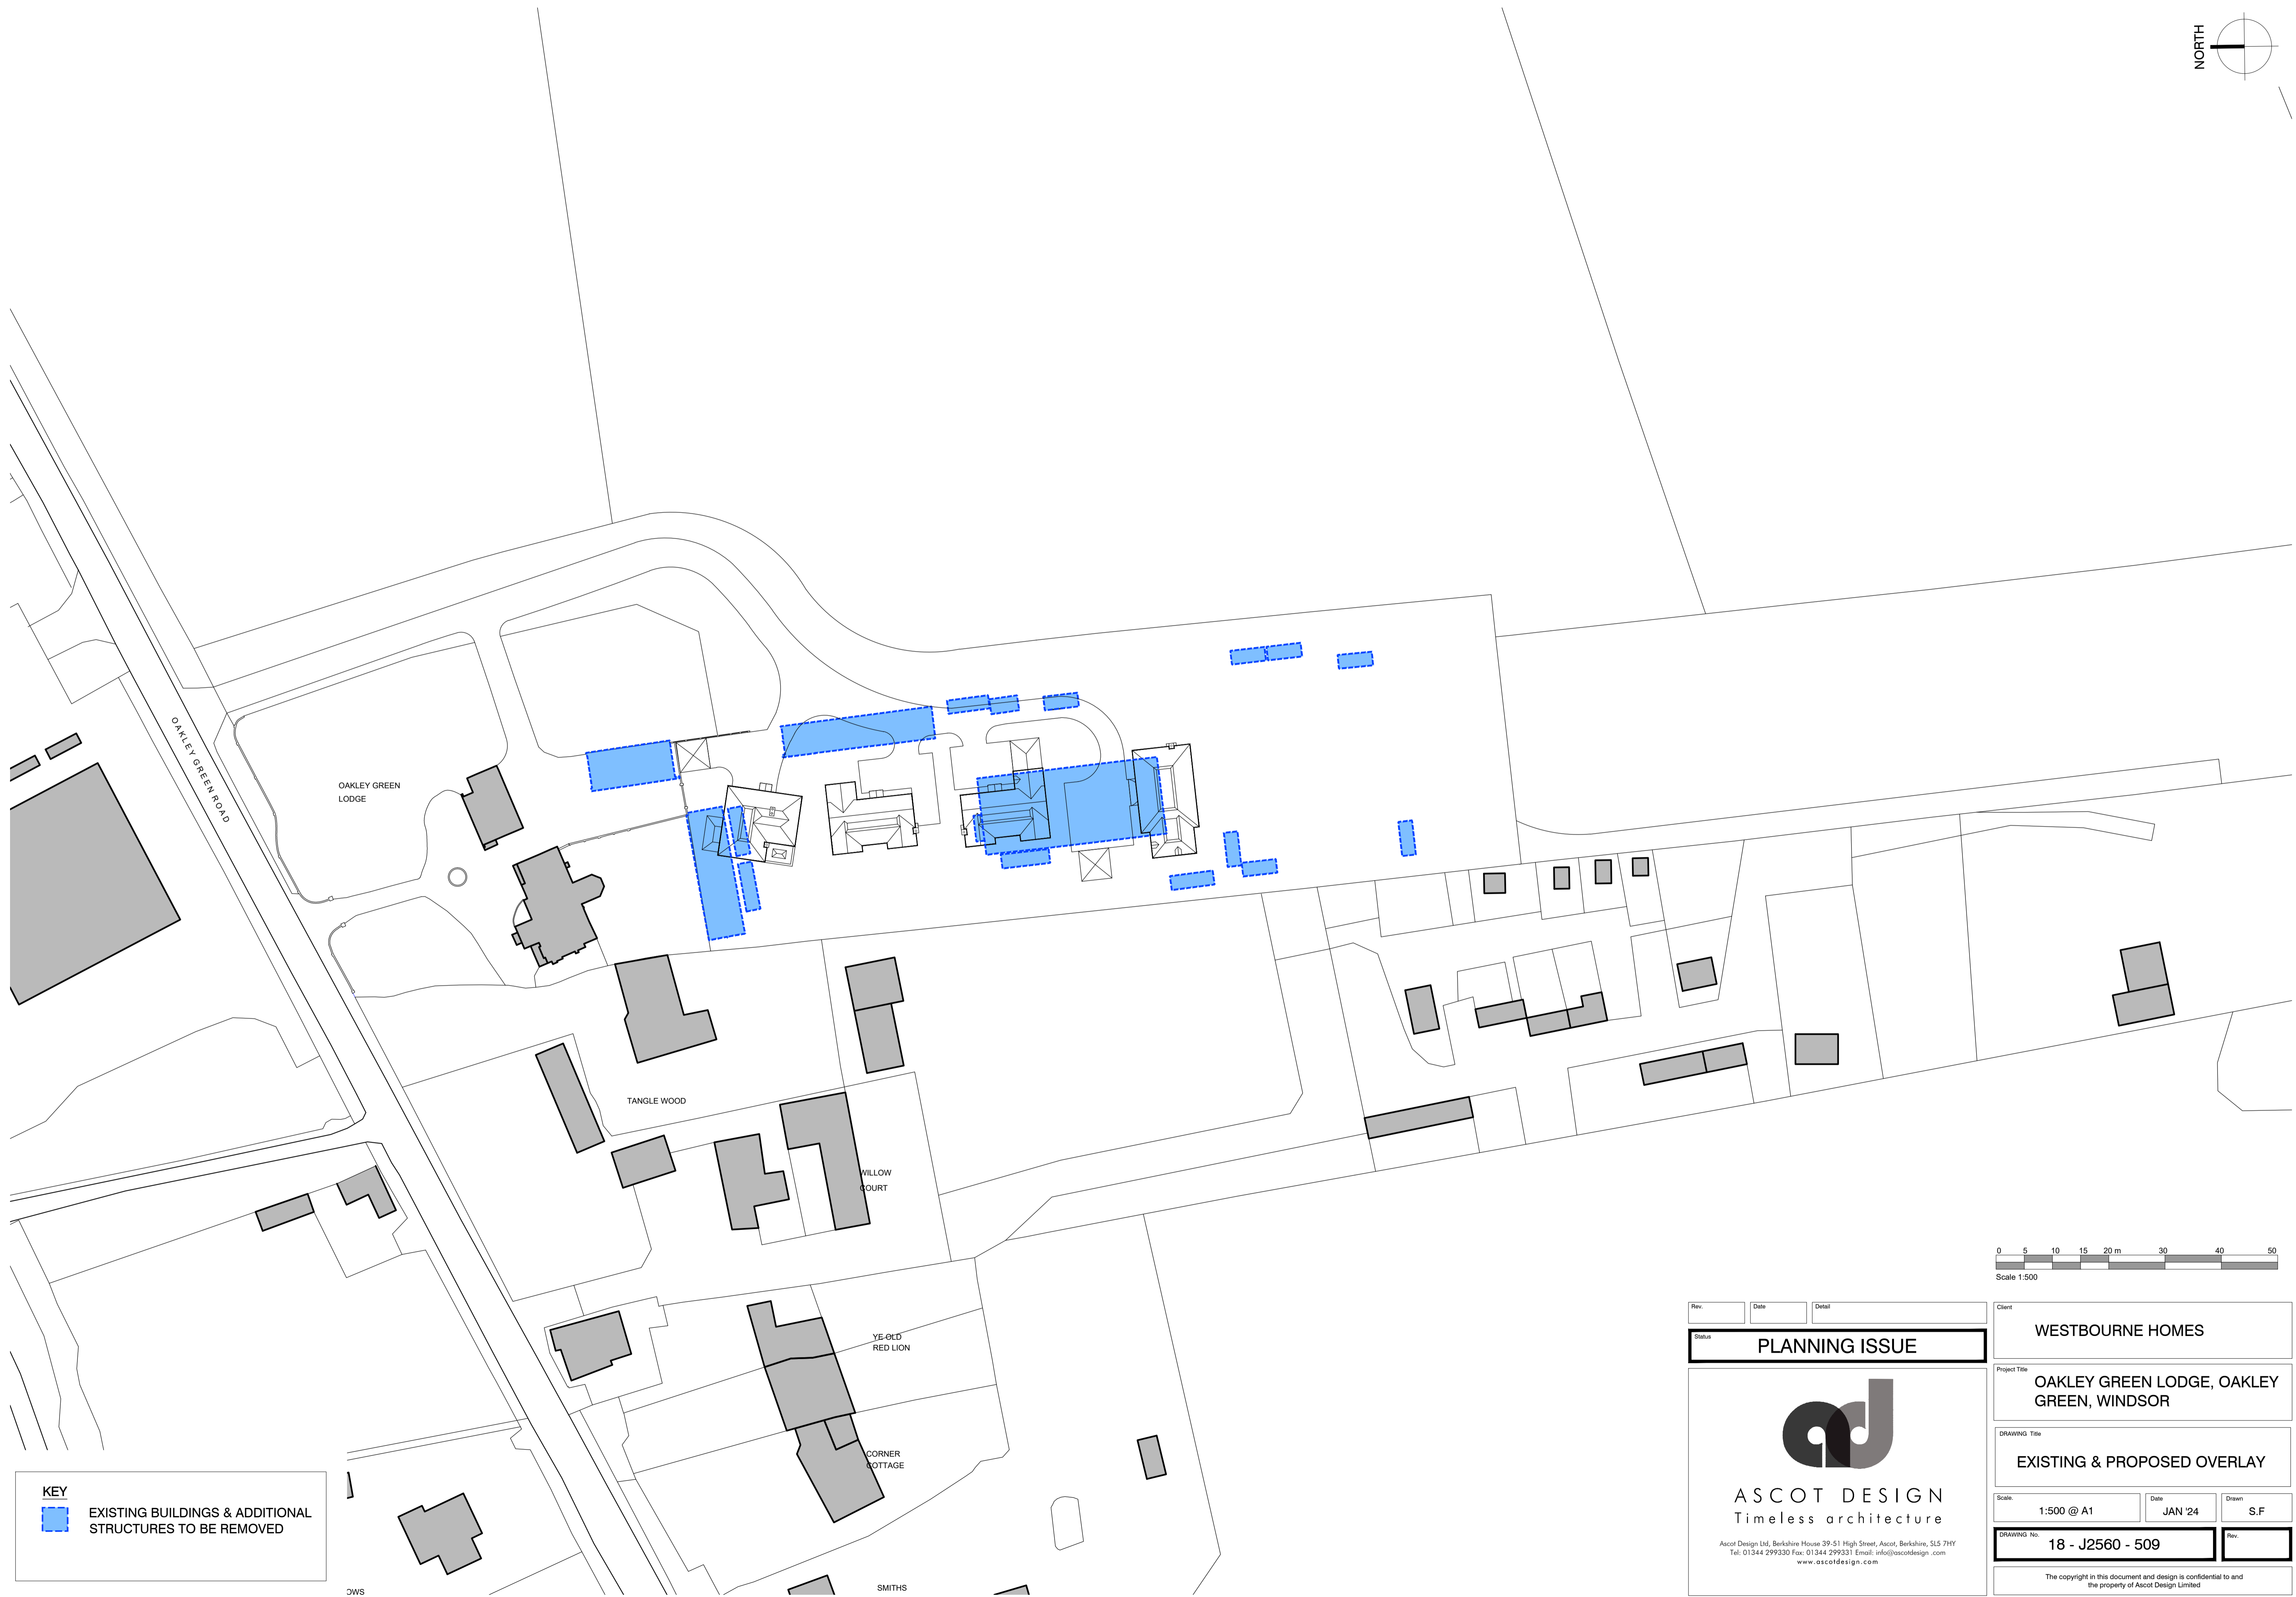 NORTH
OAKLEY GREEN ROAD
OAKLEY GREEN
LODGE
TANGLE WOOD
WILLOW
COURT
YE OLD
RED LION
CORNER
COTTAGE
SMITHS
OWS
KEY
EXISTING BUILDINGS & ADDITIONAL
STRUCTURES TO BE REMOVED
0 5 10 15 20 m 30 40 50
Scale 1:500
Rev. Date Detail
Status
PLANNING ISSUE
ad
ASCOT DESIGN
Timeless architecture
Ascot Design Ltd, Berkshire House 39-51 High Street, Ascot, Berkshire, SL5 7HY
Tel: 01344 299330 Fax: 01344 299331 Email: info@ascotdesign .com
www.ascotdesign.com
Client
WESTBOURNE HOMES
Project Title
OAKLEY GREEN LODGE, OAKLEY
GREEN, WINDSOR
DRAWING Title
EXISTING & PROPOSED OVERLAY
Scale.
1:500 @ A1
Date
JAN '24
Drawn
S.F
DRAWING No.
18 - J2560 - 509
Rev.
The copyright in this document and design is confidential to and
the property of Ascot Design Limited